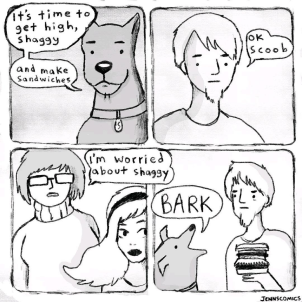 It's time to
get high,
shaggy
and make
sandwiches
OK
scoob
I'm worried
about shaggy
BARK
JENNSCOMICS